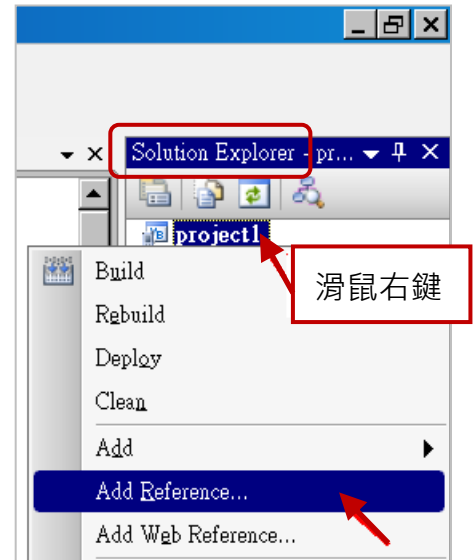 Solution Explorer - pr...
project1
滑鼠右鍵
Build
Rebuild
Deploy
Clean
Add
Add Reference...
Add Web Reference...